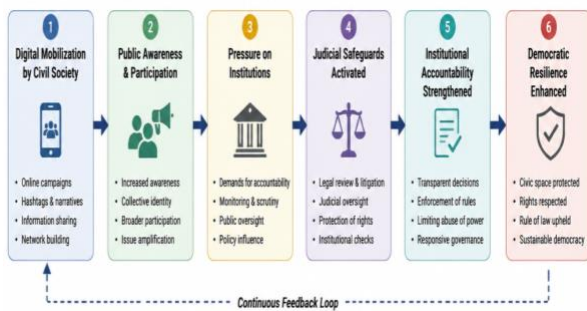 1
Digital Mobilization
by Civil Society
• Online campaigns
• Hashtags & narratives
• Information sharing
• Network building
2
Public Awareness
& Participation
• Increased awareness
• Collective identity
• Broader participation
• Issue amplification
3
Pressure on
Institutions
• Demands for accountability
• Monitoring & scrutiny
• Public oversight
• Policy influence
4
Judicial Safeguards
Activated
• Legal review & litigation
• Judicial oversight
• Protection of rights
• Institutional checks
5
Institutional
Accountability
Strengthened
• Transparent decisions
• Enforcement of rules
• Limiting abuse of power
• Responsive governance
6
Democratic
Resilience
Enhanced
• Civic space protected
• Rights respected
• Rule of law upheld
• Sustainable democracy
Continuous Feedback Loop